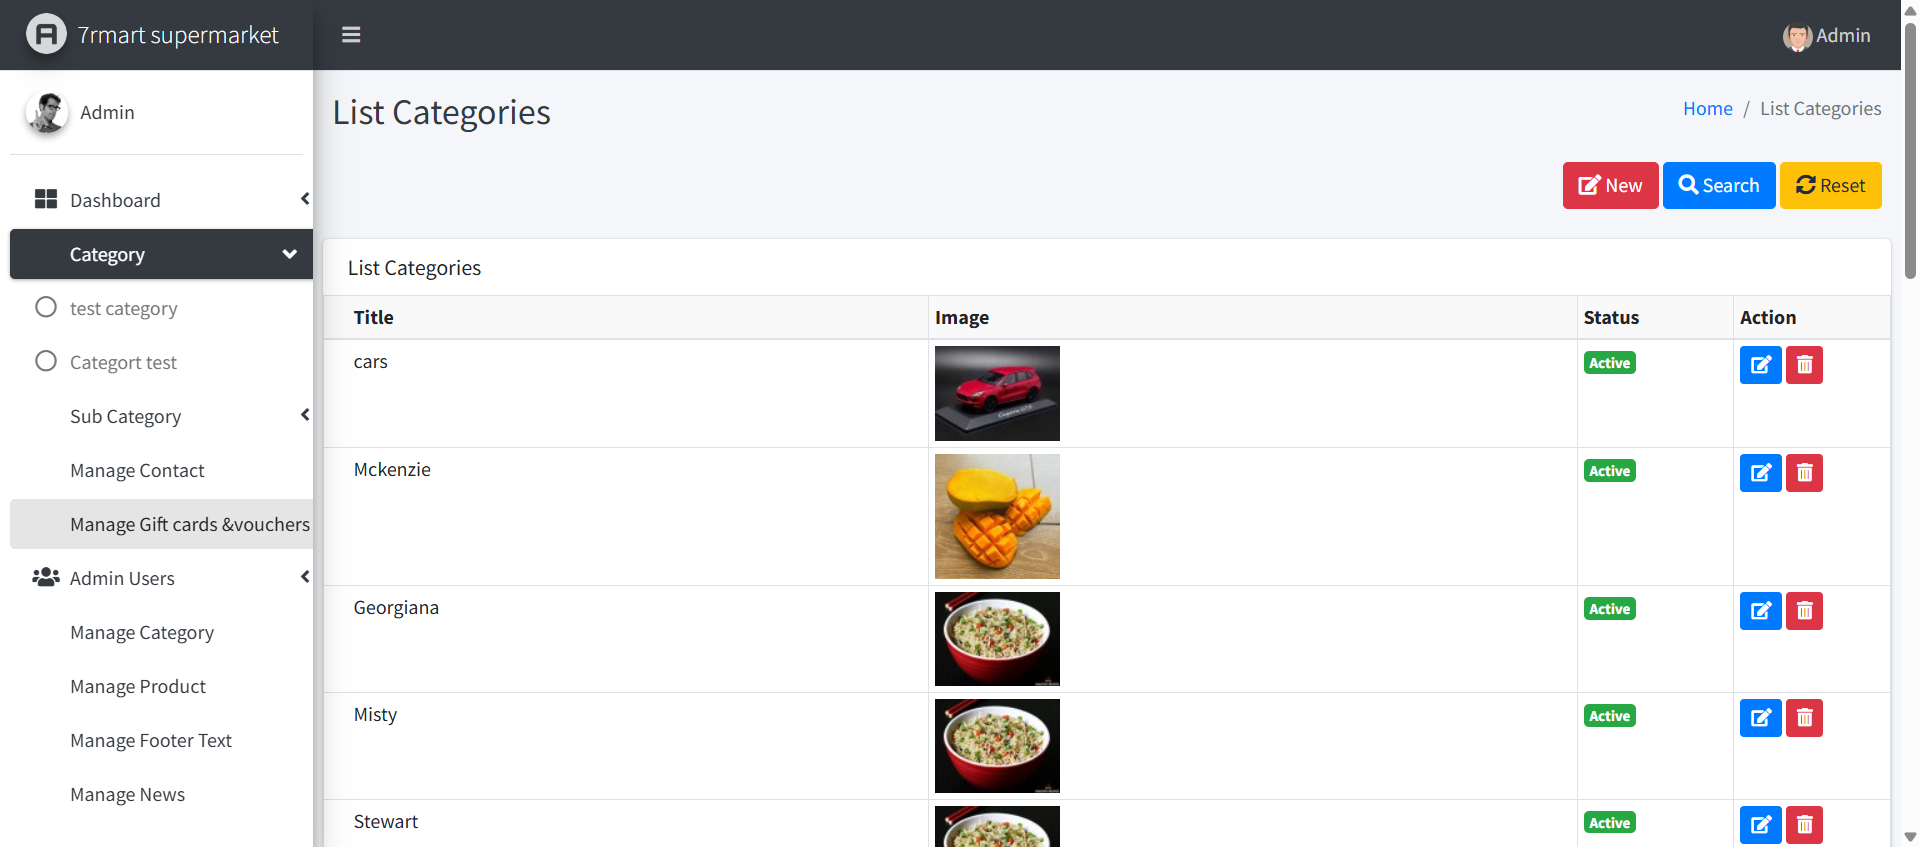 7rmart supermarket
Admin
Admin
List Categories
Home / List Categories
New
Search
Reset
Dashboard
Category
test category
Categort test
Sub Category
Manage Contact
Manage Gift cards &vouchers
Admin Users
Manage Category
Manage Product
Manage Footer Text
Manage News
List Categories
Title Image Status Action
cars Active
Mckenzie Active
Georgiana Active
Misty Active
Stewart Active